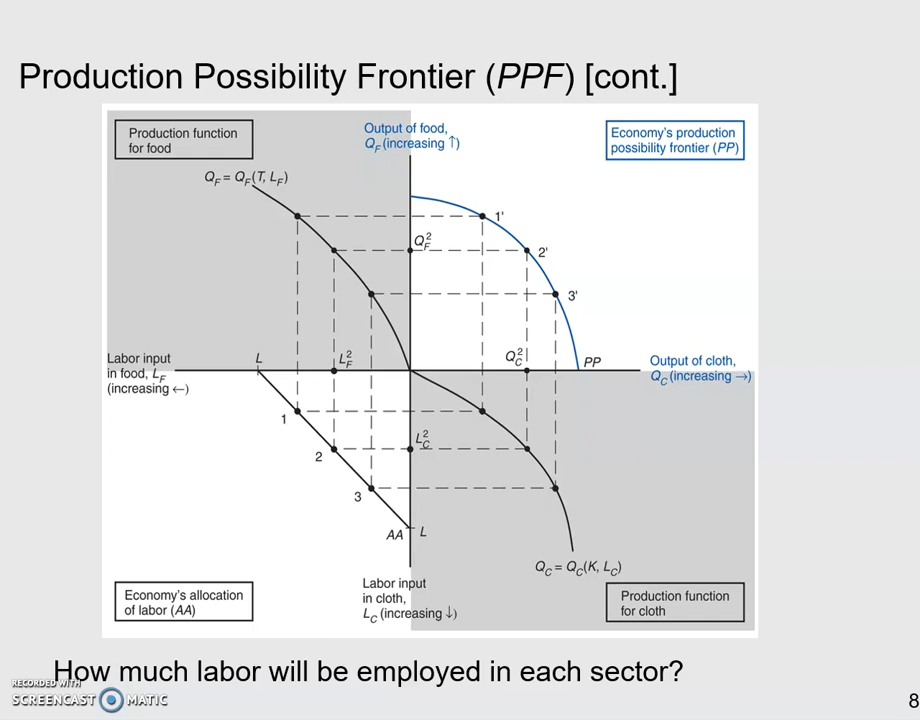 Production Possibility Frontier (PPF) [cont.]
Production function
for food
Output of food,
Q_F (increasing ↑)
Economy's production
possibility frontier (PP)
Q_F = Q_F(T, L_F)
1'
Q_F^2
2'
3'
Labor input
in food, L_F
(increasing ←)
L
L_F^2
Q_C^2
PP
Output of cloth,
Q_C (increasing →)
1
L_C^2
2
3
AA
L
Q_C = Q_C(K, L_C)
Economy's allocation
of labor (AA)
Labor input
in cloth,
L_C (increasing ↓)
Production function
for cloth
How much labor will be employed in each sector?
RECORDED WITH
SCREENCAST MATIC
8